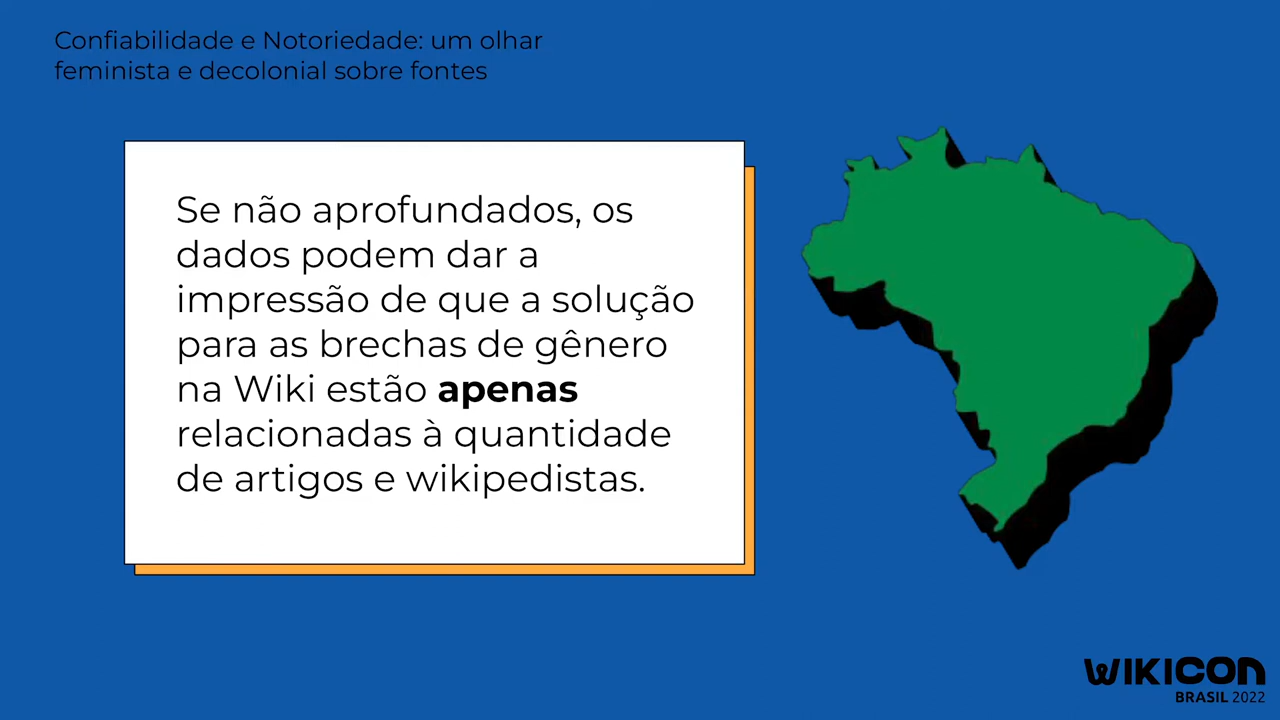 Confiabilidade e Notoriedade: um olhar
feminista e decolonial sobre fontes
Se não aprofundados, os
dados podem dar a
impressão de que a solução
para as brechas de gênero
na Wiki estão apenas
relacionadas à quantidade
de artigos e wikipedistas.
WIKICON
BRASIL 2022